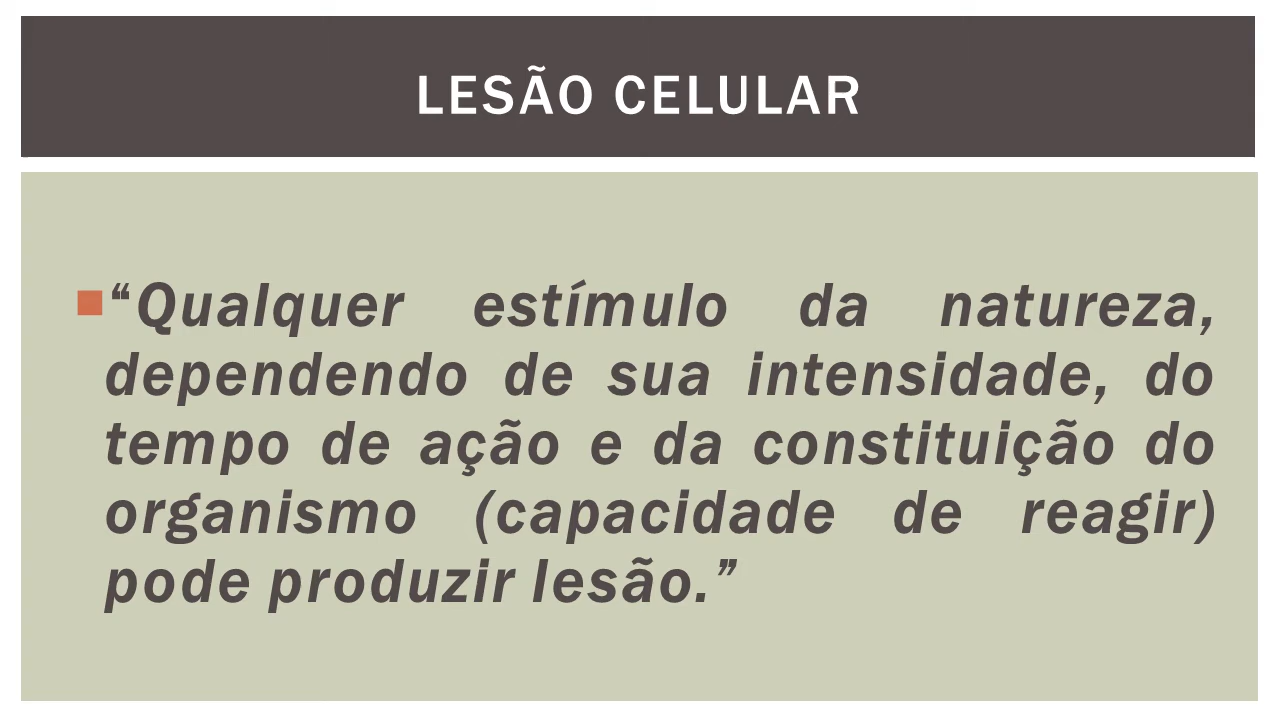 LESÃO CELULAR
“Qualquer estímulo da natureza,
dependendo de sua intensidade, do
tempo de ação e da constituição do
organismo (capacidade de reagir)
pode produzir lesão.”